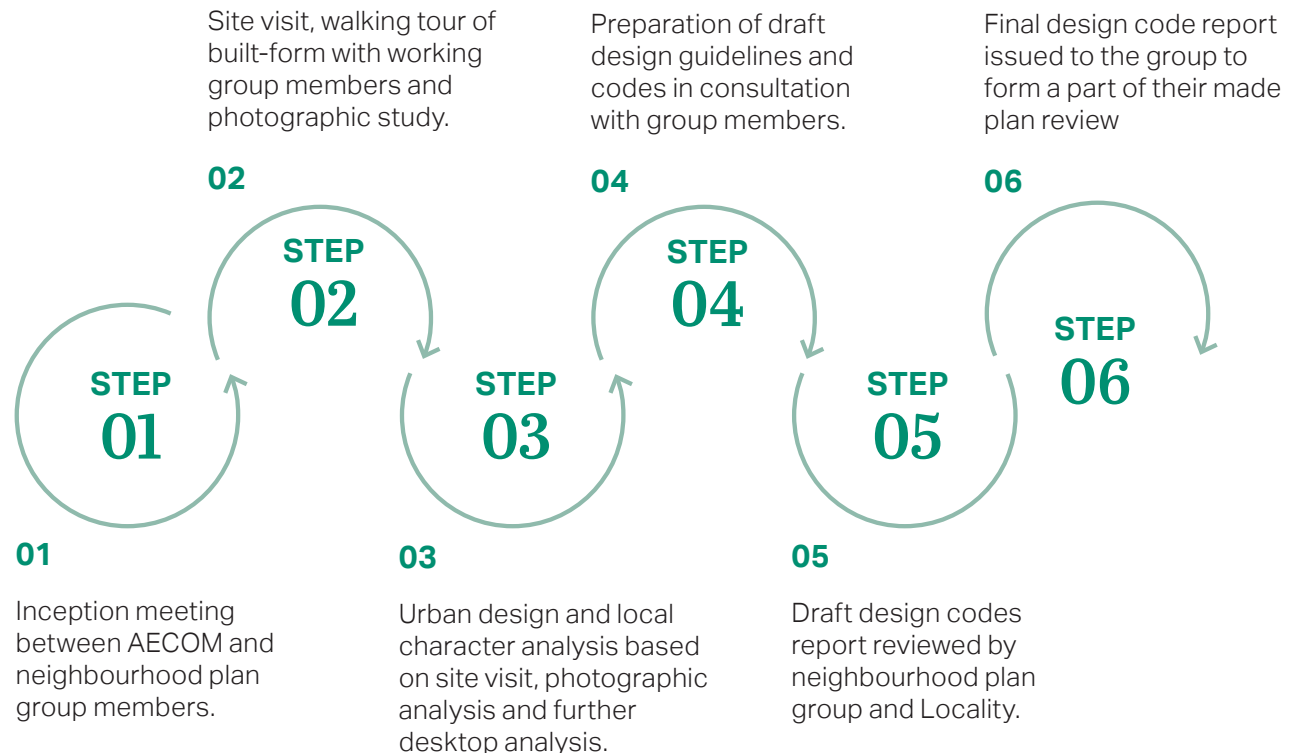 Site visit, walking tour of
built-form with working
group members and
photographic study.
Preparation of draft
design guidelines and
codes in consultation
with group members.
Final design code report
issued to the group to
form a part of their made
plan review
02
04
06
STEP
02
STEP
04
STEP
06
STEP
01
STEP
03
STEP
05
01
Inception meeting
between AECOM and
neighbourhood plan
group members.
03
Urban design and local
character analysis based
on site visit, photographic
analysis and further
desktop analysis.
05
Draft design codes
report reviewed by
neighbourhood plan
group and Locality.